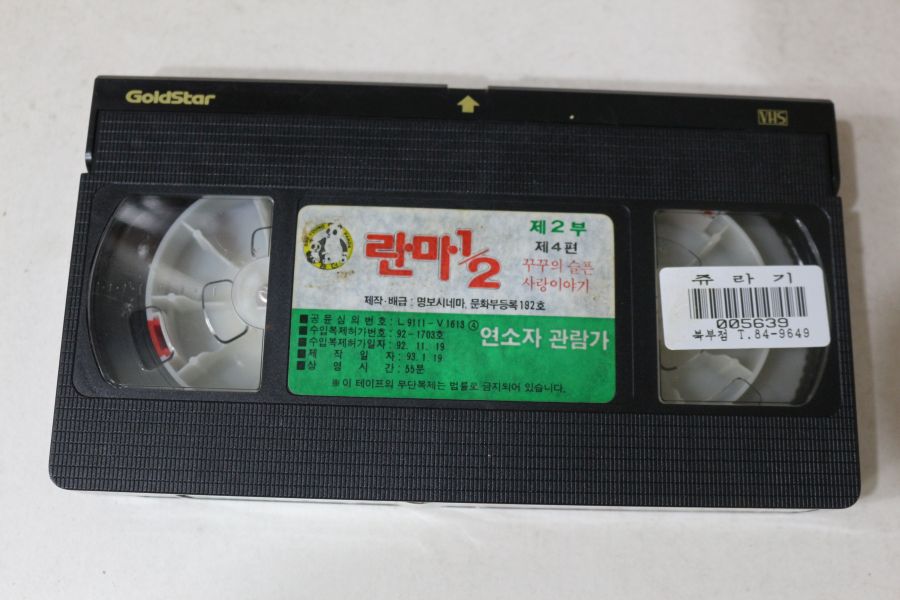 GoldStar
VHS
란마½
제2부
제4편
꾸꾸의 슬픈
사랑이야기
제작·배급 : 명보시네마, 문화부등록192호
■공윤심의번호 : L9111-V1613④
■수입복제허가번호 : 92-1703호
■수입복제허가일자 : 92. 11. 19
■제작일자 : 93. 1. 19
■상영시간 : 55분
연소자 관람가
※ 이 테이프의 무단복제는 법률로 금지되어 있습니다.
쥬라기
005639
북부점 T.84-9649